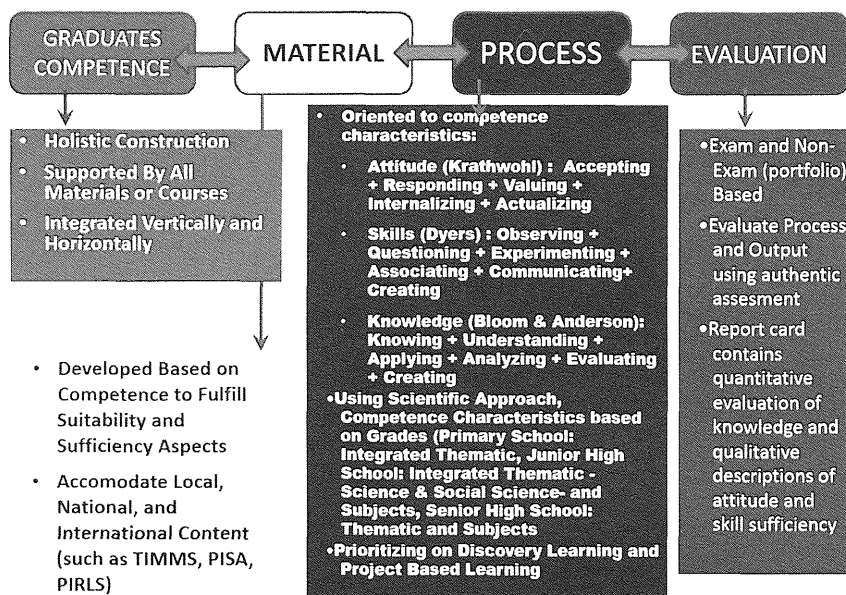 GRADUATES
COMPETENCE
MATERIAL
PROCESS
EVALUATION
• Holistic Construction
• Supported By All
Materials or Courses
• Integrated Vertically and
Horizontally
• Developed Based on
Competence to Fulfill
Suitability and
Sufficiency Aspects
• Accomodate Local,
National, and
International Content
(such as TIMMS, PISA,
PIRLS)
• Oriented to competence
characteristics:
• Attitude (Krathwohl) : Accepting
+ Responding + Valuing +
Internalizing + Actualizing
• Skills (Dyers) : Observing +
Questioning + Experimenting +
Associating + Communicating+
Creating
• Knowledge (Bloom & Anderson):
Knowing + Understanding +
Applying + Analyzing + Evaluating
+ Creating
•Using Scientific Approach,
Competence Characteristics based
on Grades (Primary School:
Integrated Thematic, Junior High
School: Integrated Thematic -
Science & Social Science- and
Subjects, Senior High School:
Thematic and Subjects
•Prioritizing on Discovery Learning and
Project Based Learning
•Exam and Non-
Exam (portfolio)
Based
•Evaluate Process
and Output
using authentic
assesment
•Report card
contains
quantitative
evaluation of
knowledge and
qualitative
descriptions of
attitude and
skill sufficiency